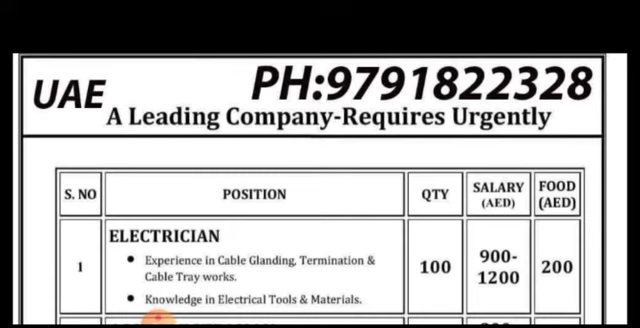 UAE PH:9791822328
A Leading Company-Requires Urgently
S. NO POSITION QTY SALARY (AED) FOOD (AED)
ELECTRICIAN
1 • Experience in Cable Glanding, Termination & Cable Tray works. 100 900-1200 200
• Knowledge in Electrical Tools & Materials.